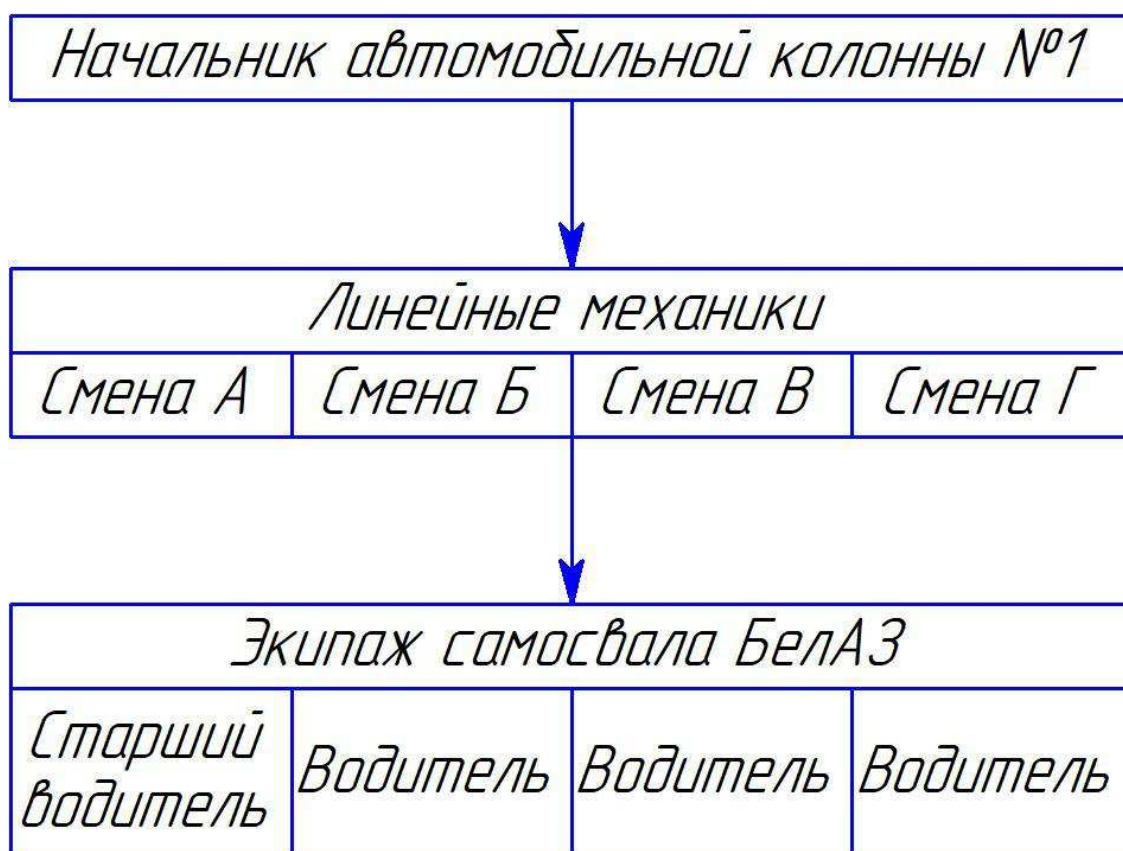 Начальник автомобильной колонны №1
Линейные механики
Смена А Смена Б Смена В Смена Г
Экипаж самосвала БелАЗ
Старший водитель Водитель Водитель Водитель